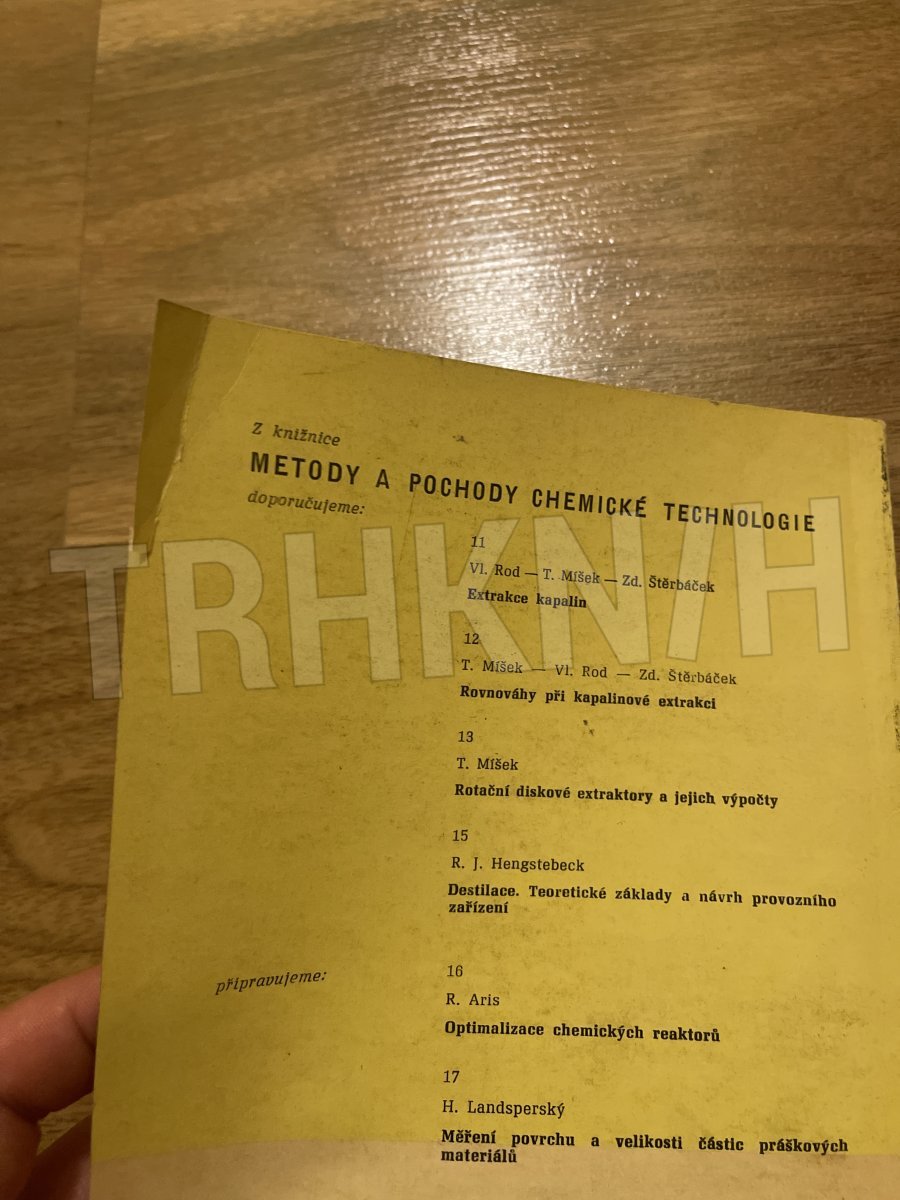 Z knižnice
METODY A POCHODY CHEMICKÉ TECHNOLOGIE
doporučujeme:
11
Vl. Rod — T. Míšek — Zd. Štěrbáček
Extrakce kapalin
12
T. Míšek — Vl. Rod — Zd. Štěrbáček
Rovnováhy při kapalinové extrakci
13
T. Míšek
Rotační diskové extraktory a jejich výpočty
15
R. J. Hengstebeck
Destilace. Teoretické základy a návrh provozního
zařízení
připravujeme:
16
R. Aris
Optimalizace chemických reaktorů
17
H. Landsperský
Měření povrchu a velikosti částic práškových
materiálů
TRHKNIH